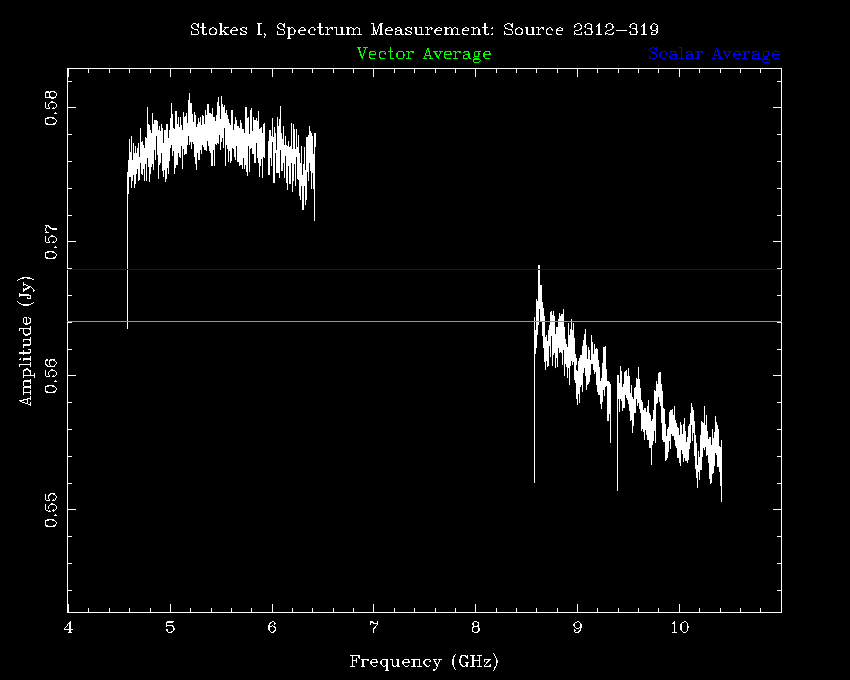 Stokes I, Spectrum Measurement: Source 2312-319
Vector Average
Scalar Average
0.58
0.57
0.56
0.55
Amplitude (Jy)
4 5 6 7 8 9 10
Frequency (GHz)